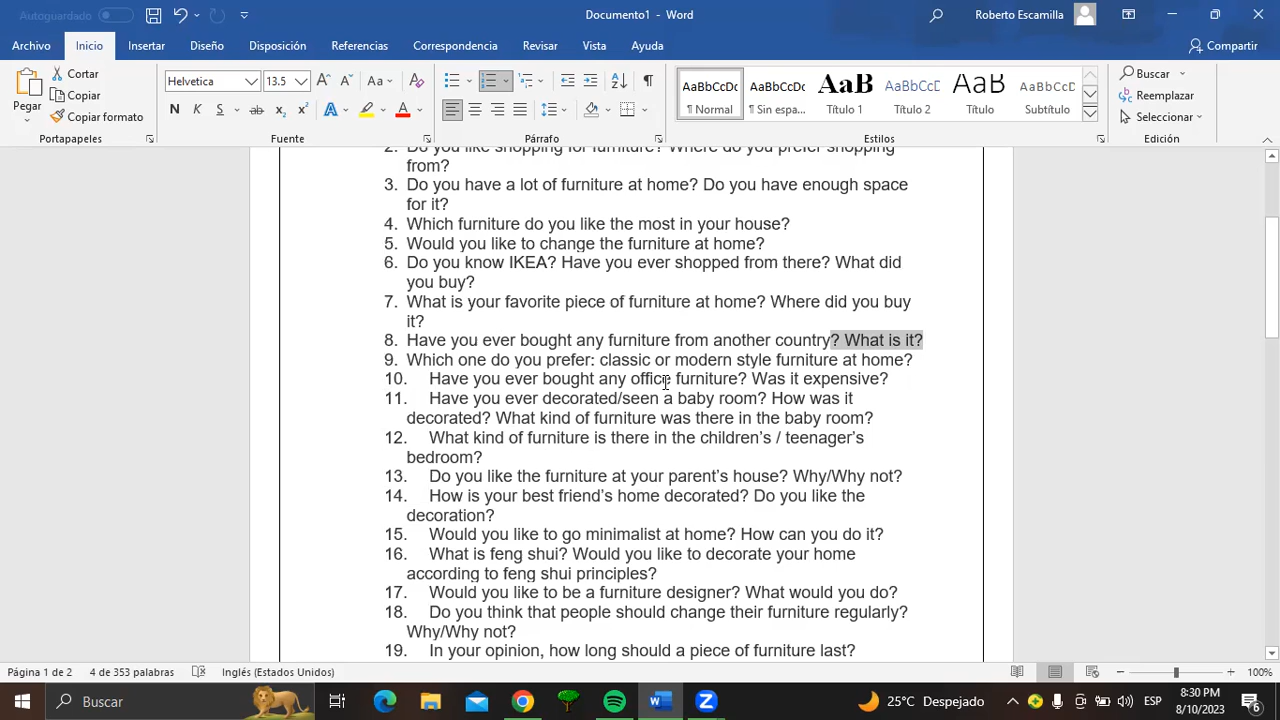 Autoguardado
Documento1 - Word
Roberto Escamilla
Archivo Inicio Insertar Diseño Disposición Referencias Correspondencia Revisar Vista Ayuda Compartir
Pegar
Cortar
Copiar
Copiar formato
Portapapeles
Helvetica 13.5
Fuente
Párrafo
AaBbCcDc AaBbCcDc AaB AaBbCcD AaB AaBbCcD
¶ Normal ¶ Sin espa... Título 1 Título 2 Título Subtítulo
Estilos
Buscar
Reemplazar
Seleccionar
Edición
2. Do you like shopping for furniture? Where do you prefer shopping
from?
3. Do you have a lot of furniture at home? Do you have enough space
for it?
4. Which furniture do you like the most in your house?
5. Would you like to change the furniture at home?
6. Do you know IKEA? Have you ever shopped from there? What did
you buy?
7. What is your favorite piece of furniture at home? Where did you buy
it?
8. Have you ever bought any furniture from another country? What is it?
9. Which one do you prefer: classic or modern style furniture at home?
10. Have you ever bought any office furniture? Was it expensive?
11. Have you ever decorated/seen a baby room? How was it
decorated? What kind of furniture was there in the baby room?
12. What kind of furniture is there in the children’s / teenager’s
bedroom?
13. Do you like the furniture at your parent’s house? Why/Why not?
14. How is your best friend’s home decorated? Do you like the
decoration?
15. Would you like to go minimalist at home? How can you do it?
16. What is feng shui? Would you like to decorate your home
according to feng shui principles?
17. Would you like to be a furniture designer? What would you do?
18. Do you think that people should change their furniture regularly?
Why/Why not?
19. In your opinion, how long should a piece of furniture last?
Página 1 de 2 4 de 353 palabras Inglés (Estados Unidos) 100%
Buscar
25°C Despejado
ESP
8:30 PM
8/10/2023
6